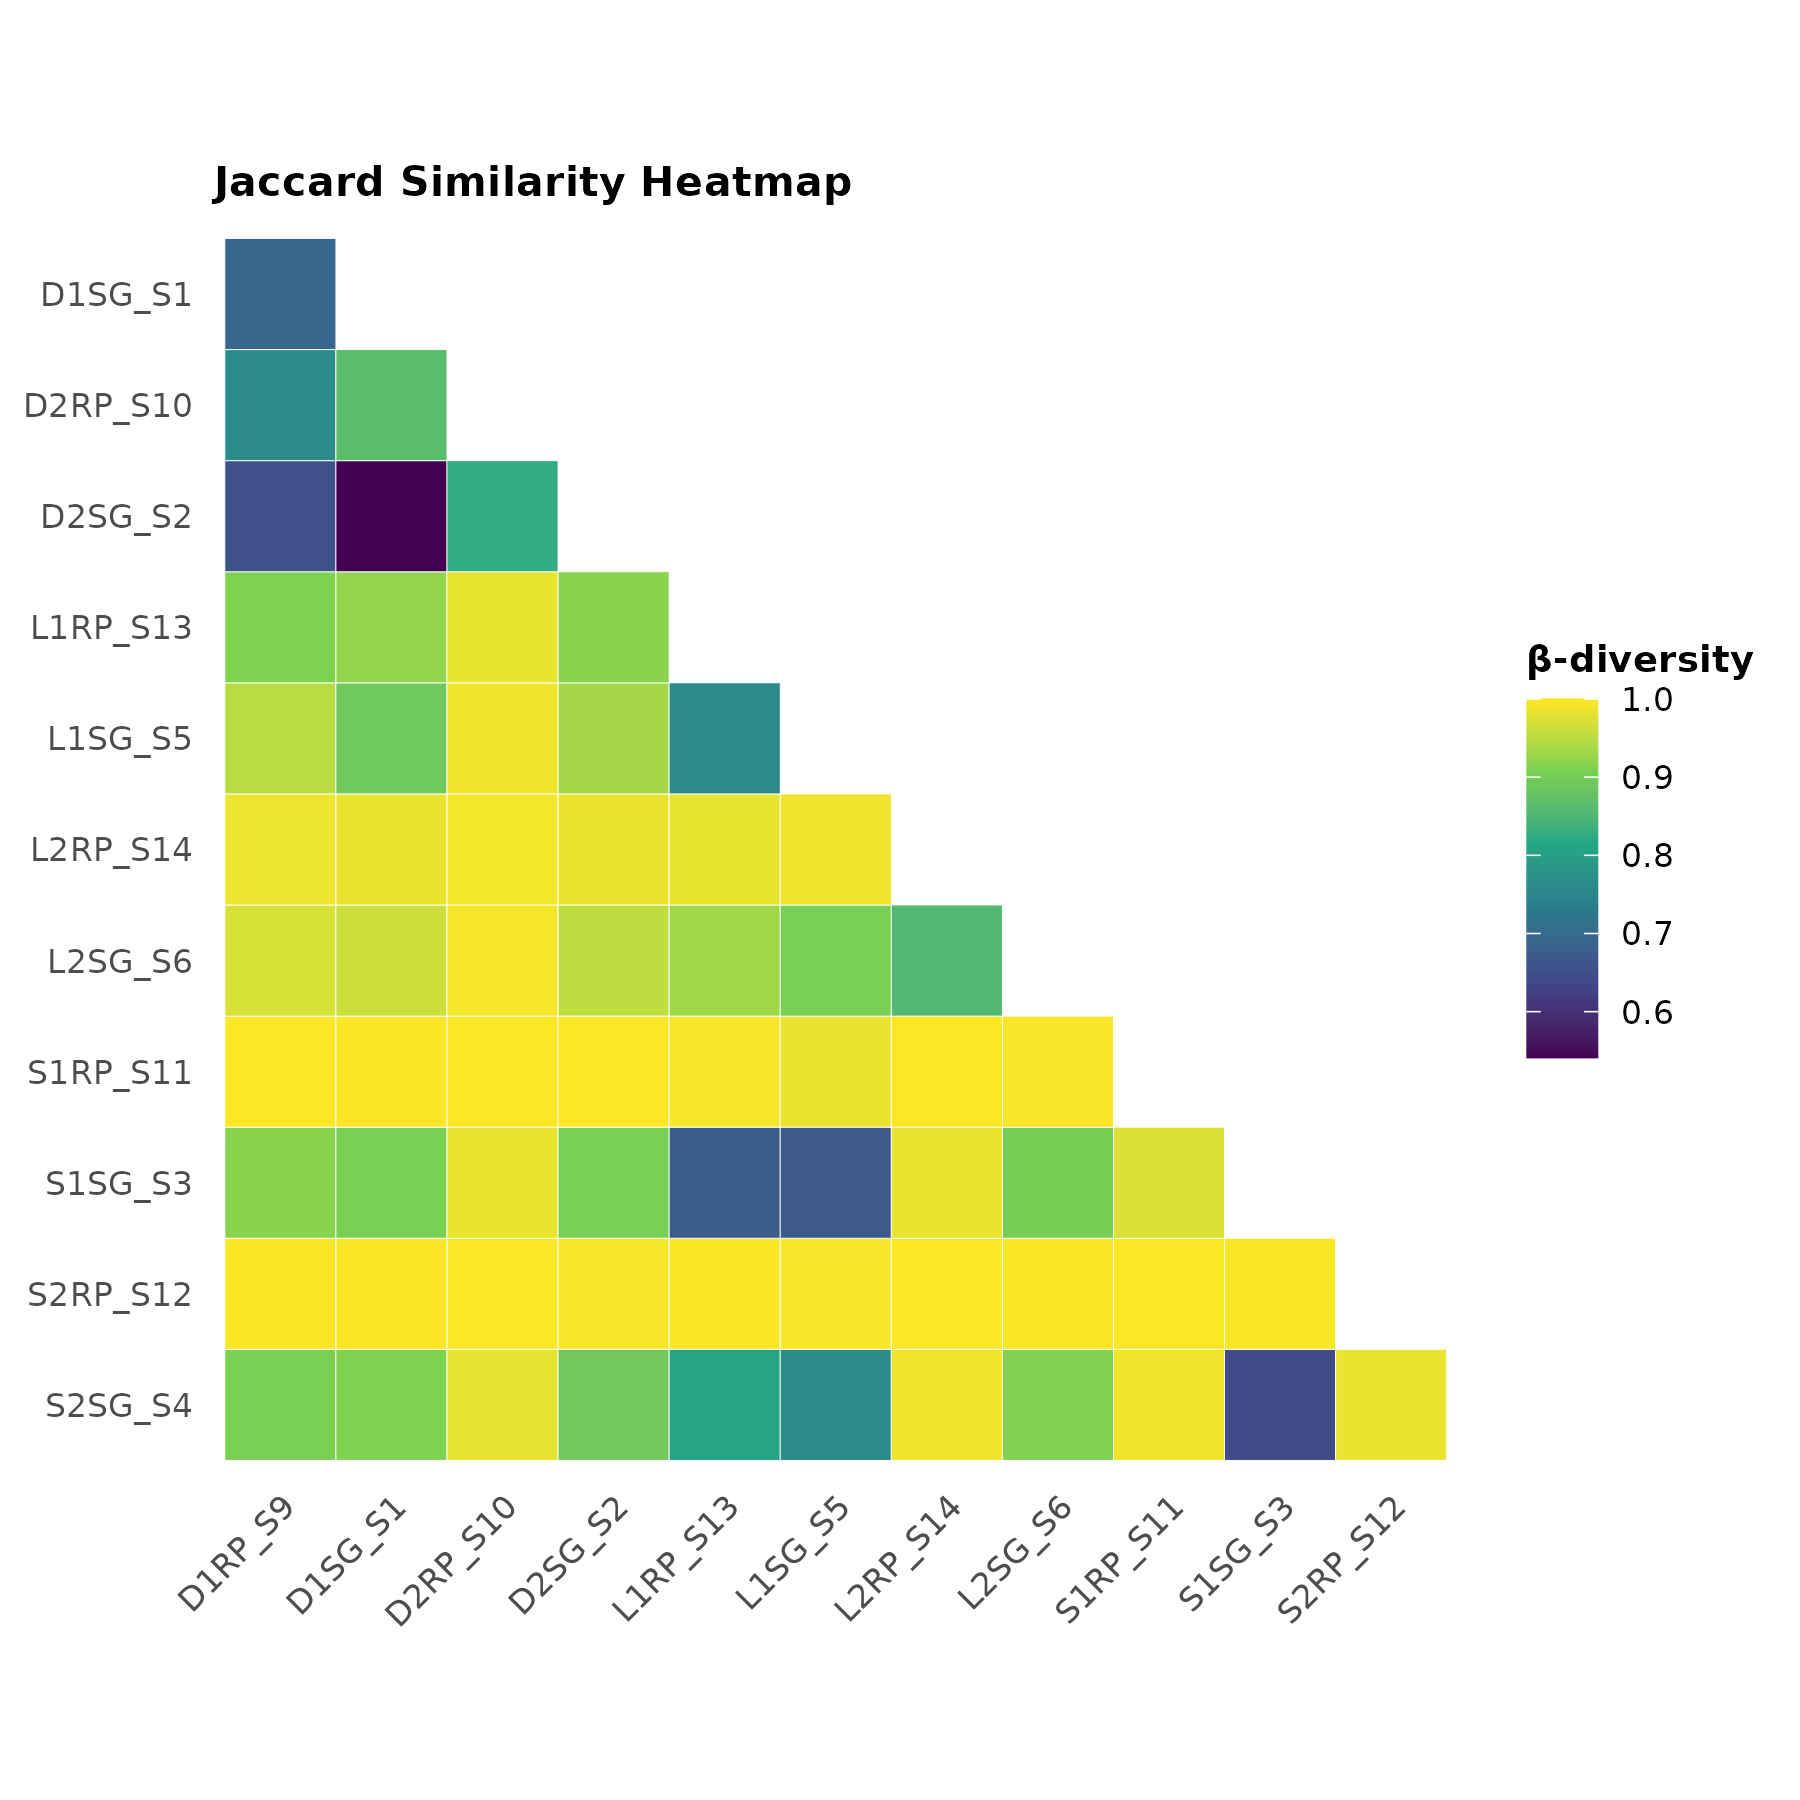 Jaccard Similarity Heatmap
D1SG_S1
D2RP_S10
D2SG_S2
L1RP_S13
L1SG_S5
L2RP_S14
L2SG_S6
S1RP_S11
S1SG_S3
S2RP_S12
S2SG_S4
D1RP_S9
D1SG_S1
D2RP_S10
D2SG_S2
L1RP_S13
L1SG_S5
L2RP_S14
L2SG_S6
S1RP_S11
S1SG_S3
S2RP_S12
β-diversity
1.0
0.9
0.8
0.7
0.6